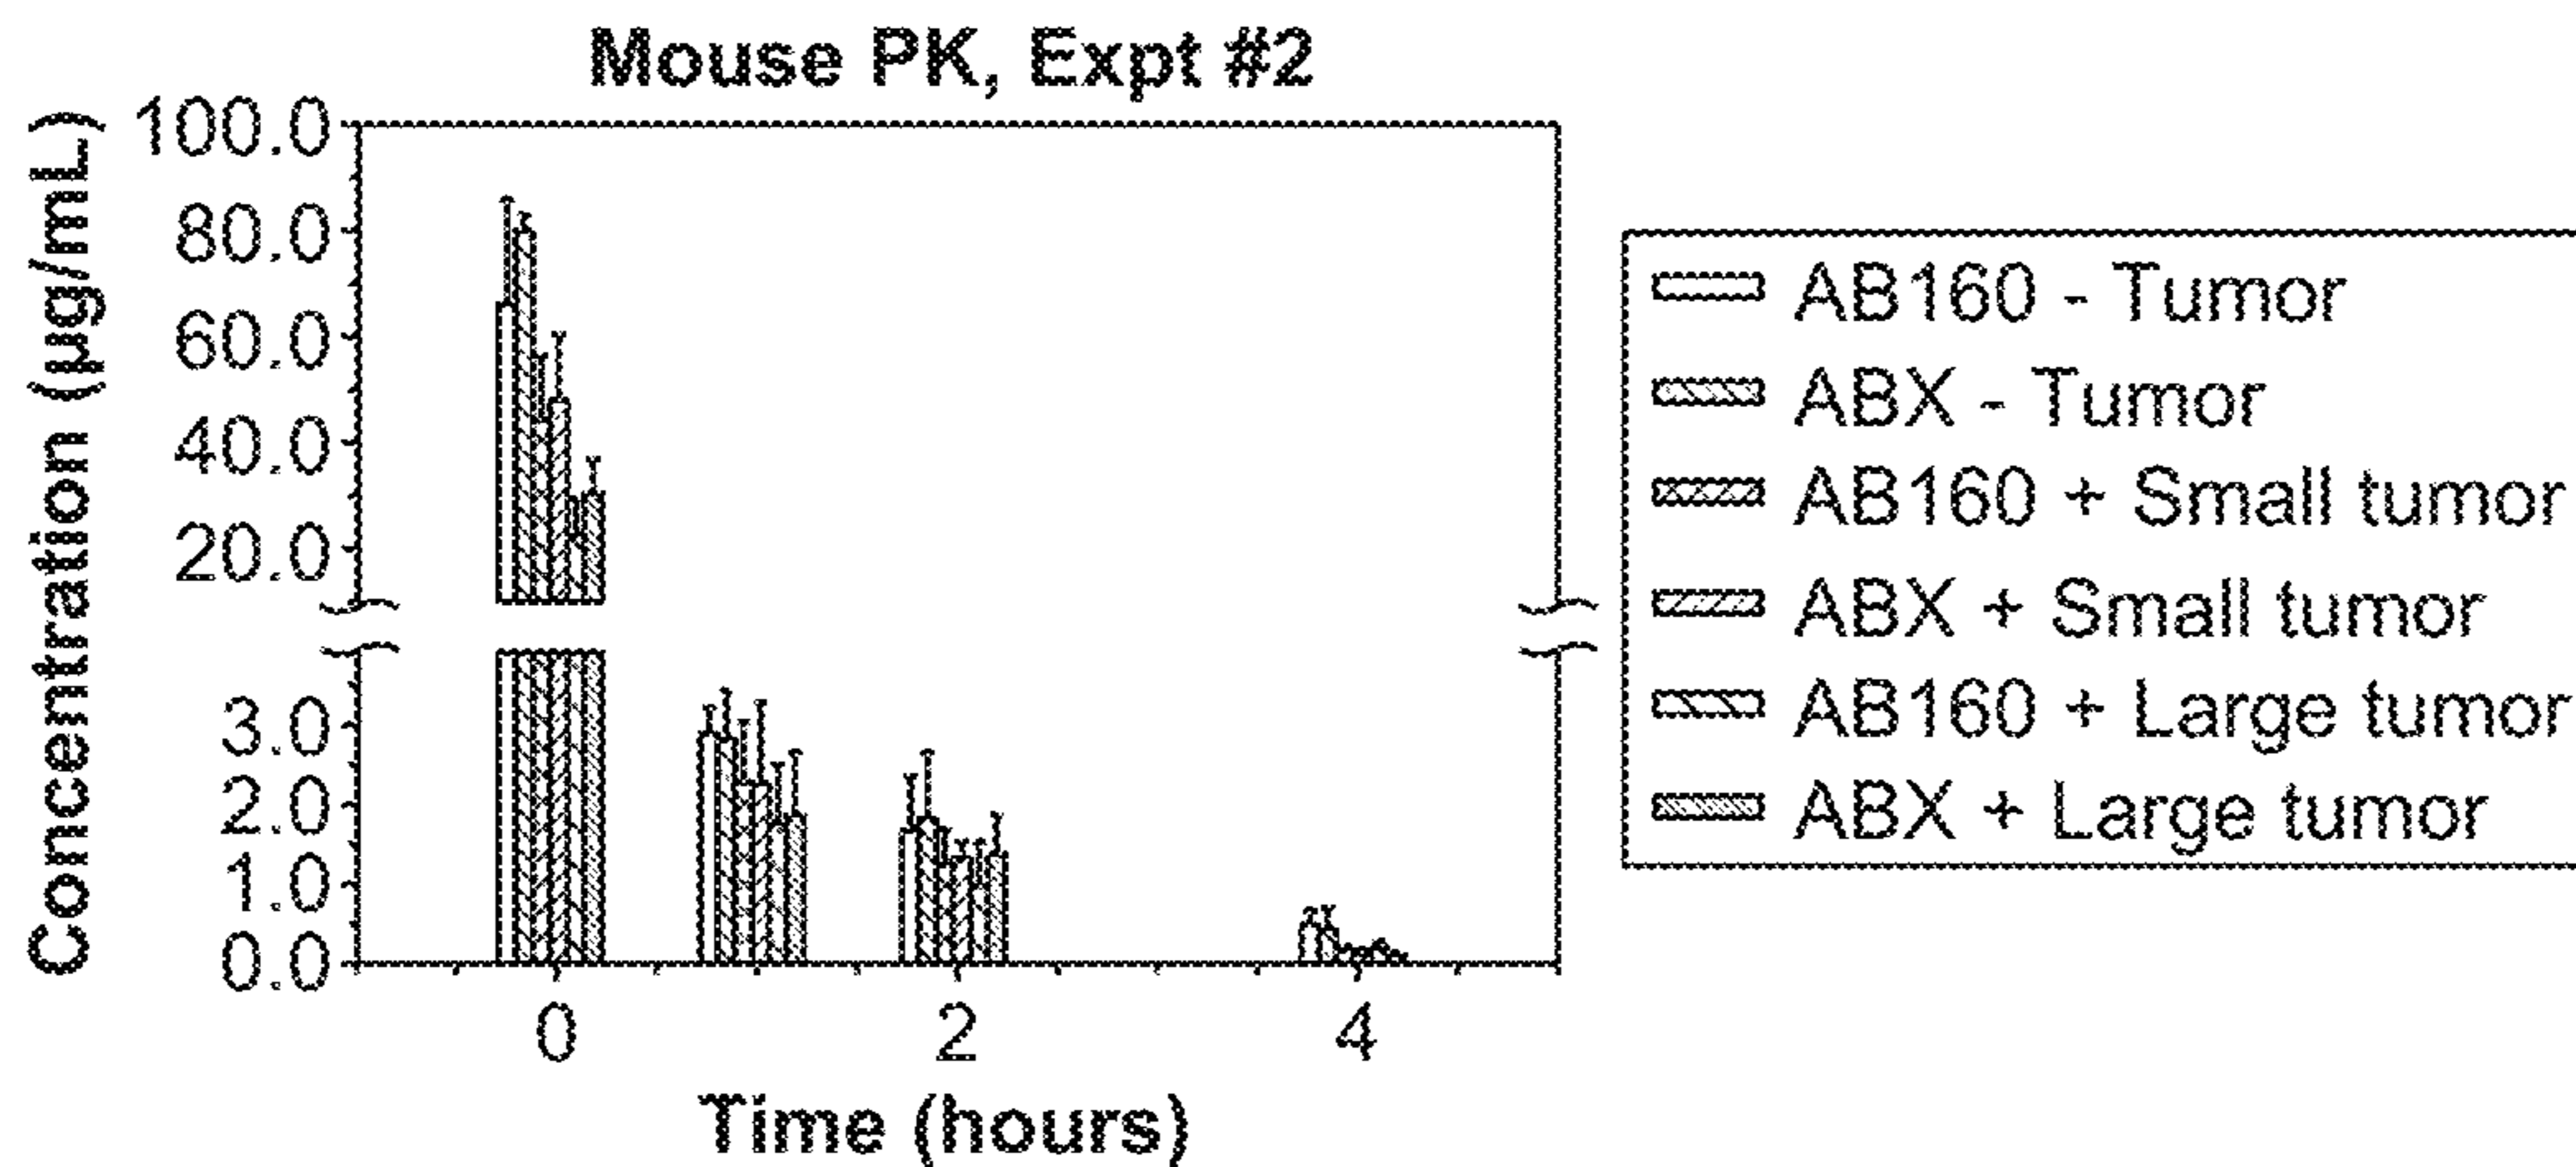 Mouse PK, Expt #2
Concentration (µg/mL)
100.0
80.0
60.0
40.0
20.0
3.0
2.0
1.0
0.0
0 2 4
Time (hours)
AB160 - Tumor
ABX - Tumor
AB160 + Small tumor
ABX + Small tumor
AB160 + Large tumor
ABX + Large tumor